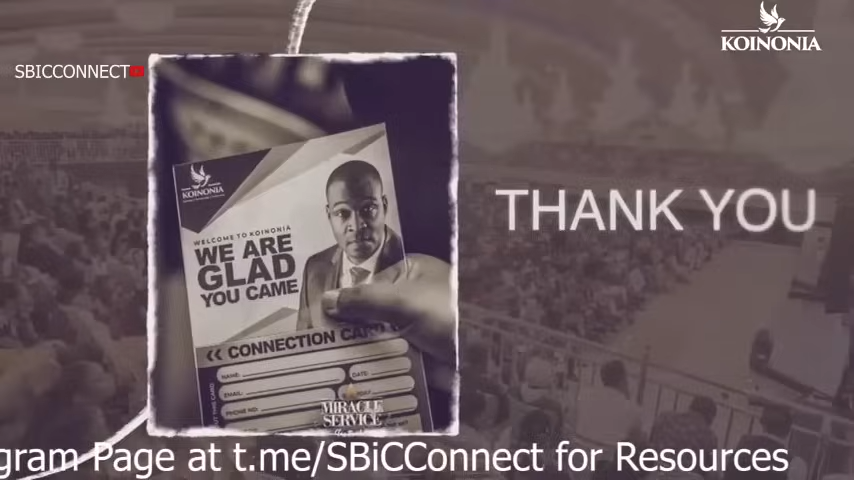 KOINONIA
SBICCONNECT
KOINONIA
WELCOME TO KOINONIA
WE ARE
GLAD
YOU CAME
CONNECTION CARD
NAME:
DATE:
EMAIL:
PHONE NO:
MIRACLE
SERVICE
THANK YOU
gram Page at t.me/SBiCConnect for Resources